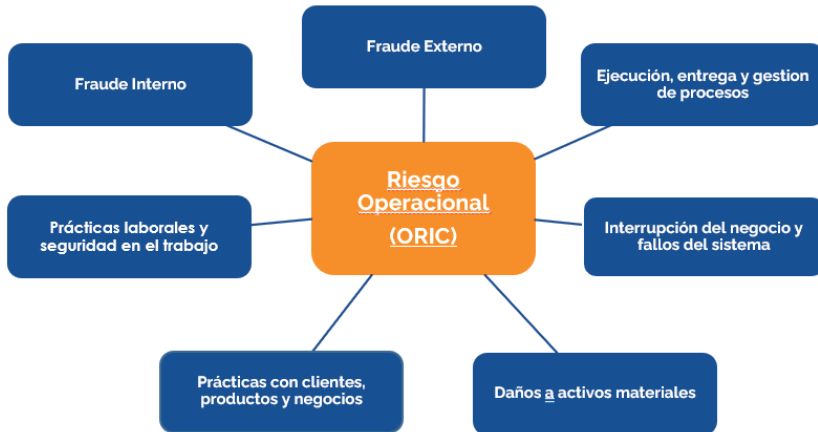 Fraude Externo
Fraude Interno
Ejecución, entrega y gestion
de procesos
Riesgo
Operacional
(ORIC)
Prácticas laborales y
seguridad en el trabajo
Interrupción del negocio y
fallos del sistema
Prácticas con clientes,
productos y negocios
Daños a activos materiales